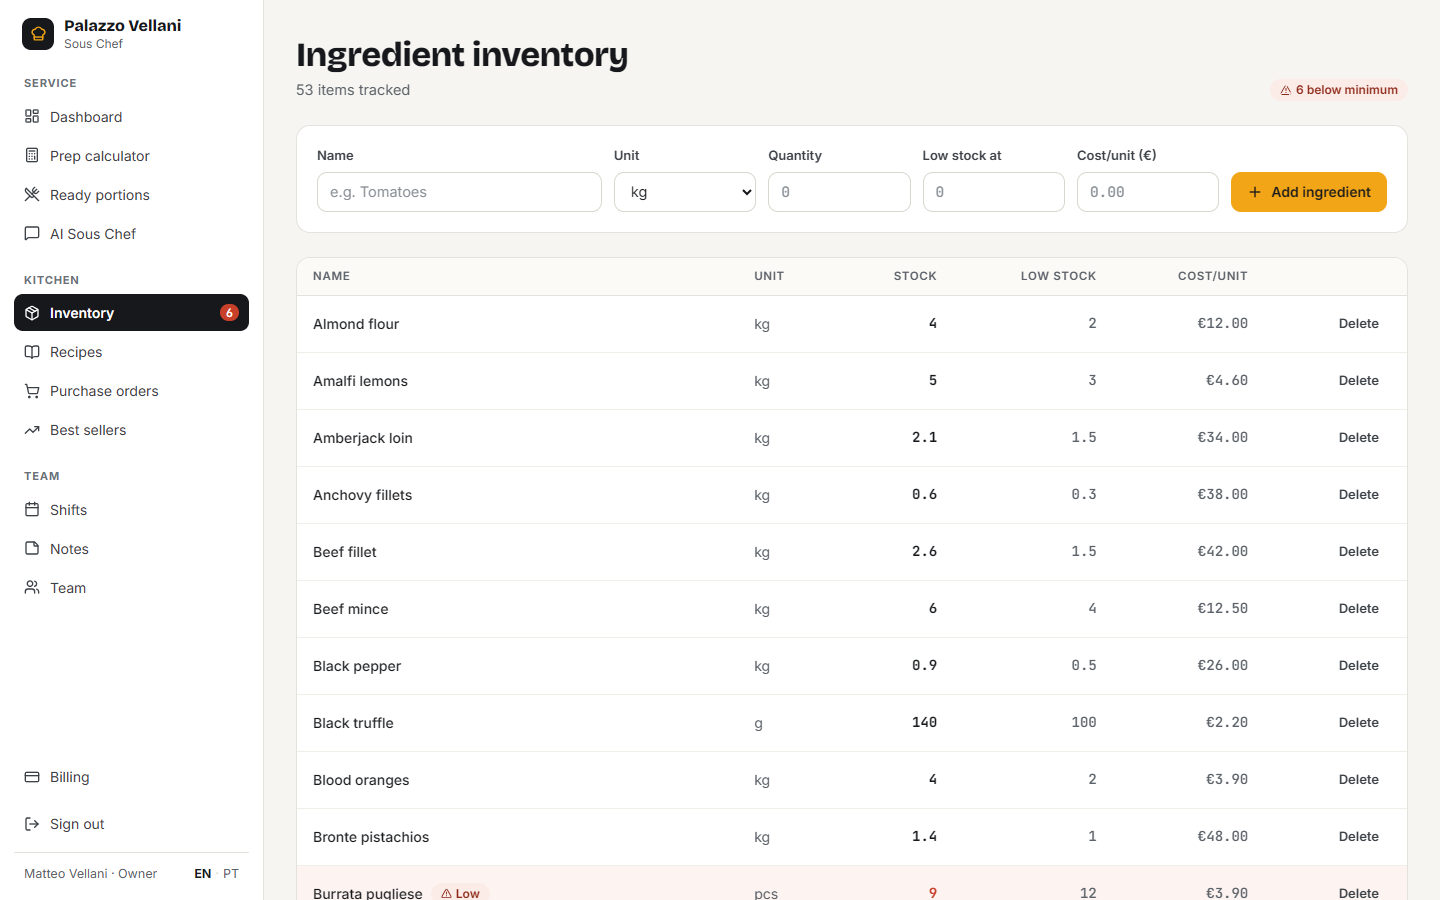 Palazzo Vellani
Sous Chef
SERVICE
Dashboard
Prep calculator
Ready portions
AI Sous Chef
KITCHEN
Inventory 6
Recipes
Purchase orders
Best sellers
TEAM
Shifts
Notes
Team
Billing
Sign out
Matteo Vellani · Owner EN · PT
Ingredient inventory
53 items tracked
6 below minimum
Name Unit Quantity Low stock at Cost/unit (€)
e.g. Tomatoes kg 0 0 0.00 + Add ingredient
NAME UNIT STOCK LOW STOCK COST/UNIT
Almond flour kg 4 2 €12.00 Delete
Amalfi lemons kg 5 3 €4.60 Delete
Amberjack loin kg 2.1 1.5 €34.00 Delete
Anchovy fillets kg 0.6 0.3 €38.00 Delete
Beef fillet kg 2.6 1.5 €42.00 Delete
Beef mince kg 6 4 €12.50 Delete
Black pepper kg 0.9 0.5 €26.00 Delete
Black truffle g 140 100 €2.20 Delete
Blood oranges kg 4 2 €3.90 Delete
Bronte pistachios kg 1.4 1 €48.00 Delete
Burrata pugliese Low pcs 9 12 €3.90 Delete